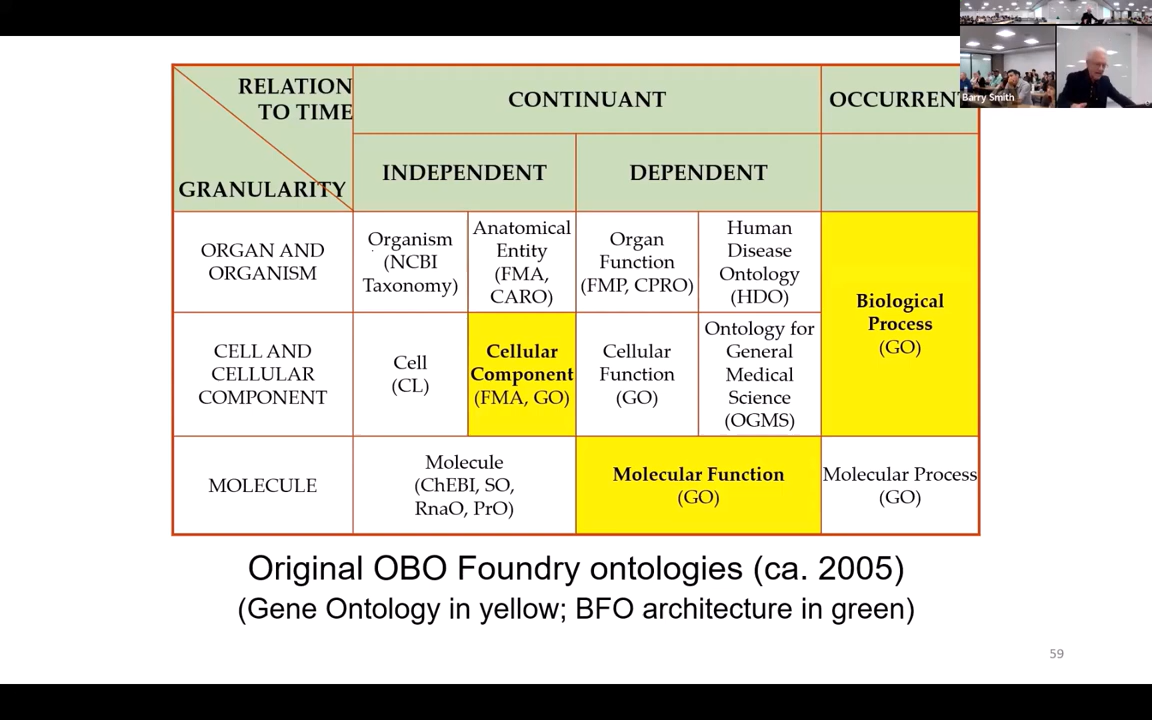 RELATION
TO TIME
GRANULARITY
CONTINUANT
OCCURREN
INDEPENDENT
DEPENDENT
ORGAN AND
ORGANISM
Organism
(NCBI
Taxonomy)
Anatomical
Entity
(FMA,
CARO)
Organ
Function
(FMP, CPRO)
Human
Disease
Ontology
(HDO)
Biological
Process
(GO)
CELL AND
CELLULAR
COMPONENT
Cell
(CL)
Cellular
Component
(FMA, GO)
Cellular
Function
(GO)
Ontology for
General
Medical
Science
(OGMS)
MOLECULE
Molecule
(ChEBI, SO,
RnaO, PrO)
Molecular Function
(GO)
Molecular Process
(GO)
Original OBO Foundry ontologies (ca. 2005)
(Gene Ontology in yellow; BFO architecture in green)
59
Barry Smith